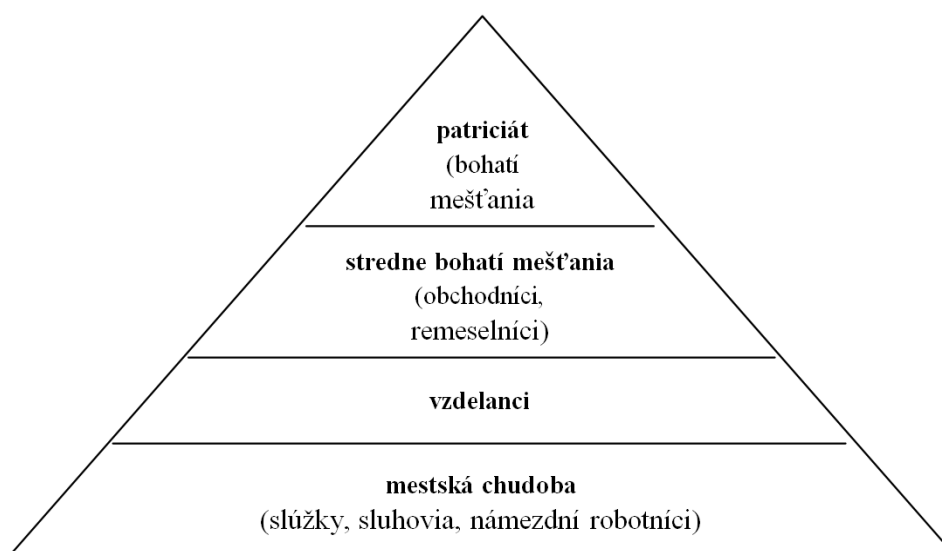 patriciát
(bohatí
mešťania
stredne bohatí mešťania
(obchodníci,
remeselníci)
vzdelanci
mestská chudoba
(slúžky, sluhovia, námezdní robotníci)